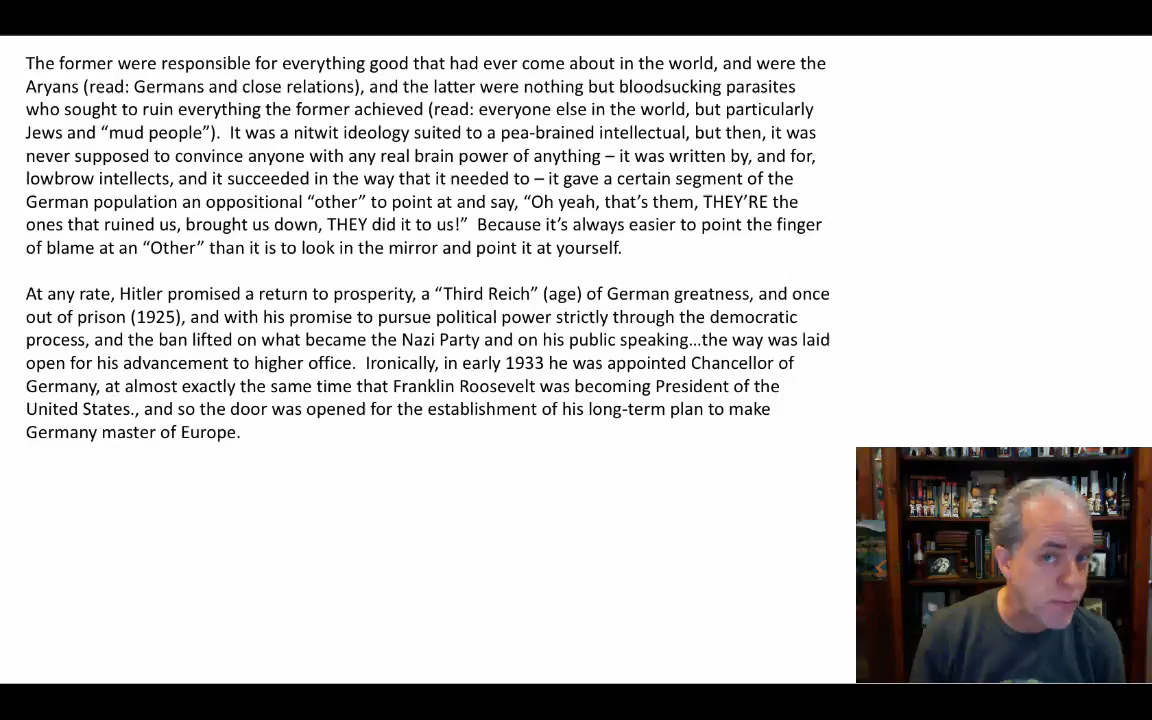 The former were responsible for everything good that had ever come about in the world, and were the
Aryans (read: Germans and close relations), and the latter were nothing but bloodsucking parasites
who sought to ruin everything the former achieved (read: everyone else in the world, but particularly
Jews and “mud people”).  It was a nitwit ideology suited to a pea-brained intellectual, but then, it was
never supposed to convince anyone with any real brain power of anything – it was written by, and for,
lowbrow intellects, and it succeeded in the way that it needed to – it gave a certain segment of the
German population an oppositional “other” to point at and say, “Oh yeah, that’s them, THEY’RE the
ones that ruined us, brought us down, THEY did it to us!”  Because it’s always easier to point the finger
of blame at an “Other” than it is to look in the mirror and point it at yourself.
At any rate, Hitler promised a return to prosperity, a “Third Reich” (age) of German greatness, and once
out of prison (1925), and with his promise to pursue political power strictly through the democratic
process, and the ban lifted on what became the Nazi Party and on his public speaking…the way was laid
open for his advancement to higher office.  Ironically, in early 1933 he was appointed Chancellor of
Germany, at almost exactly the same time that Franklin Roosevelt was becoming President of the
United States., and so the door was opened for the establishment of his long-term plan to make
Germany master of Europe.